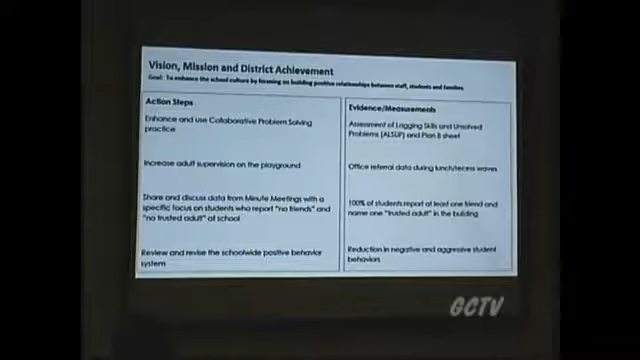 Vision, Mission and District Achievement
Goal: To enhance the school culture by focusing on building positive relationships between staff, students and families.
Action Steps
Enhance and use Collaborative Problem Solving
practice
Increase adult supervision on the playground
Share and discuss data from Minute Meetings with a
specific focus on students who report "no friends" and
"no trusted adult" at school
Review and revise the schoolwide positive behavior
system
Evidence/Measurements
Assessment of Lagging Skills and Unsolved
Problems (ALSUP) and Plan B sheet
Office referral data during lunch/recess waves
100% of students report at least one friend and
name one "trusted adult" in the building
Reduction in negative and aggressive student
behaviors
GCTV